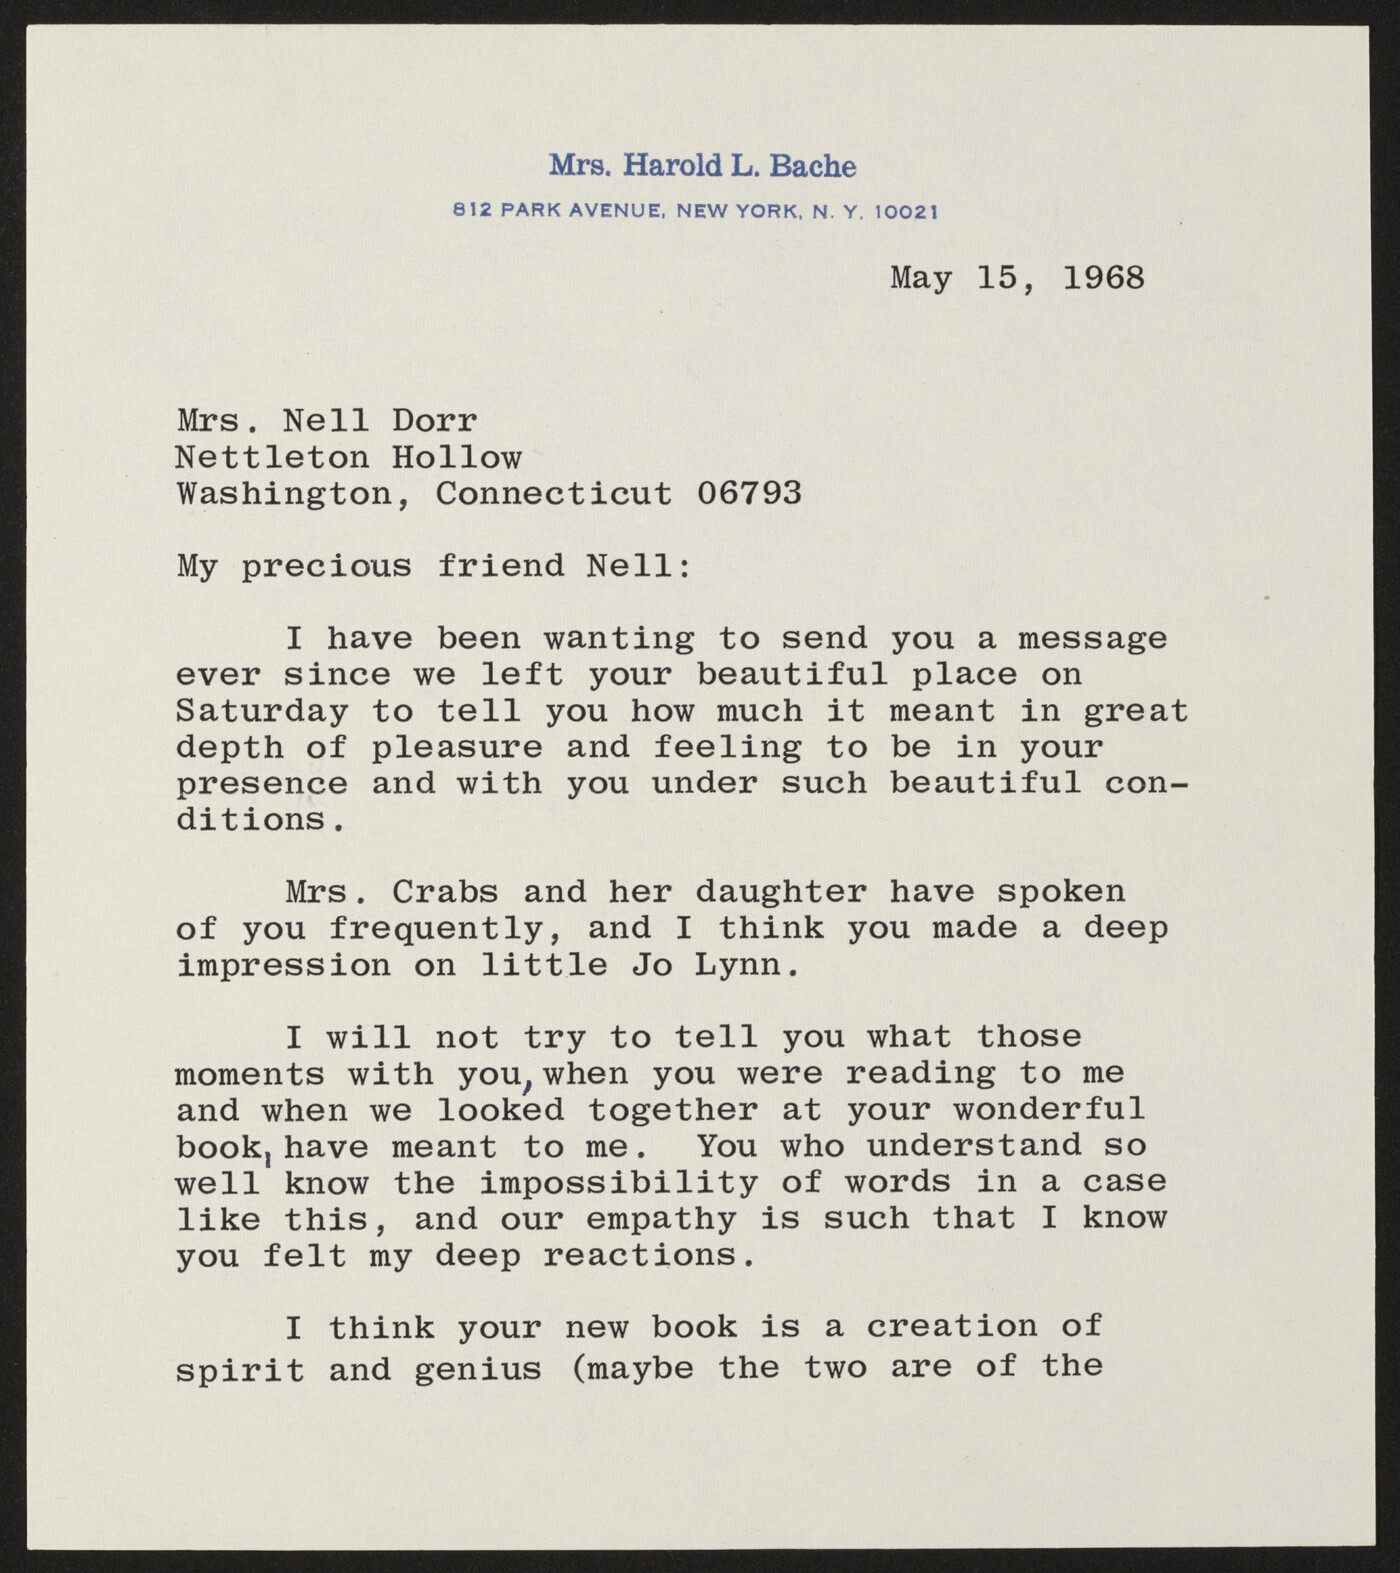 Mrs. Harold L. Bache
812 PARK AVENUE, NEW YORK, N. Y. 10021
May 15, 1968
Mrs. Nell Dorr
Nettleton Hollow
Washington, Connecticut 06793
My precious friend Nell:
I have been wanting to send you a message
ever since we left your beautiful place on
Saturday to tell you how much it meant in great
depth of pleasure and feeling to be in your
presence and with you under such beautiful con-
ditions.
Mrs. Crabs and her daughter have spoken
of you frequently, and I think you made a deep
impression on little Jo Lynn.
I will not try to tell you what those
moments with you, when you were reading to me
and when we looked together at your wonderful
book, have meant to me. You who understand so
well know the impossibility of words in a case
like this, and our empathy is such that I know
you felt my deep reactions.
I think your new book is a creation of
spirit and genius (maybe the two are of the